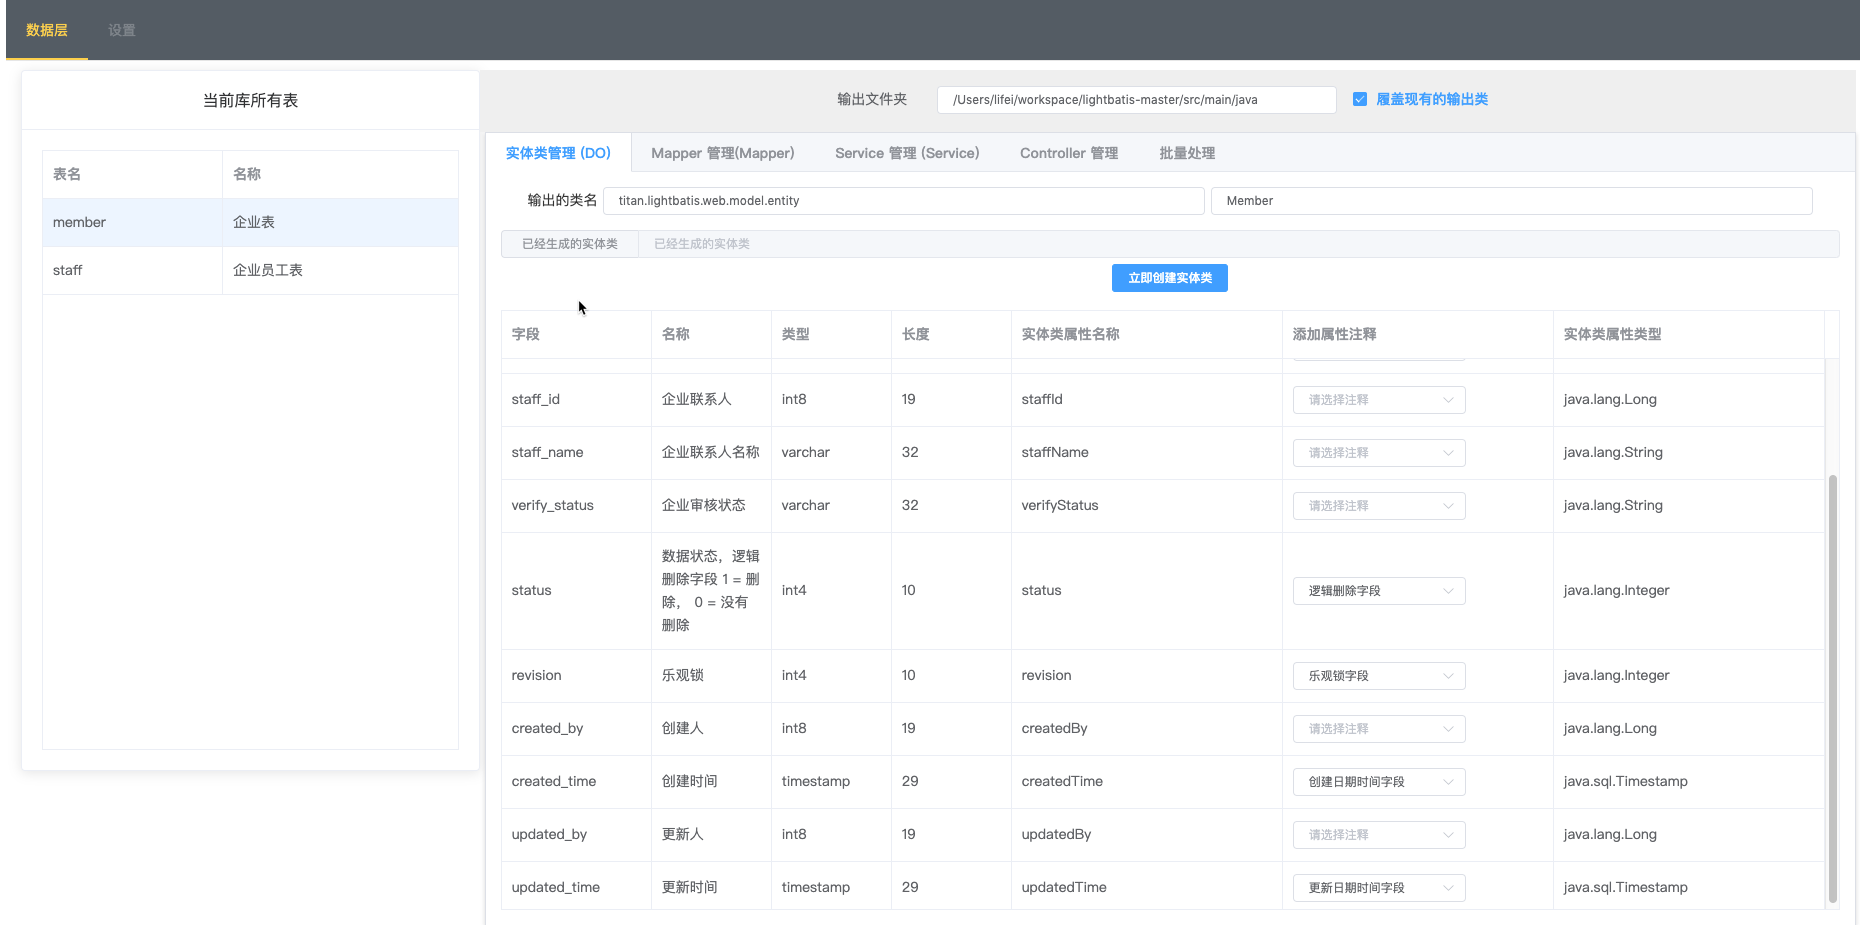 数据层 设置
当前库所有表
表名 名称
member 企业表
staff 企业员工表
输出文件夹 /Users/lifei/workspace/lightbatis-master/src/main/java 履盖现有的输出类
实体类管理 (DO) Mapper 管理(Mapper) Service 管理 (Service) Controller 管理 批量处理
输出的类名 titan.lightbatis.web.model.entity Member
已经生成的实体类 已经生成的实体类
立即创建实体类
字段 名称 类型 长度 实体类属性名称 添加属性注释 实体类属性类型
staff_id 企业联系人 int8 19 staffId 请选择注释 java.lang.Long
staff_name 企业联系人名称 varchar 32 staffName 请选择注释 java.lang.String
verify_status 企业审核状态 varchar 32 verifyStatus 请选择注释 java.lang.String
数据状态，逻辑
删除字段 1 = 删
status int4 10 status 逻辑删除字段 java.lang.Integer
除， 0 = 没有
删除
revision 乐观锁 int4 10 revision 乐观锁字段 java.lang.Integer
created_by 创建人 int8 19 createdBy 请选择注释 java.lang.Long
created_time 创建时间 timestamp 29 createdTime 创建日期时间字段 java.sql.Timestamp
updated_by 更新人 int8 19 updatedBy 请选择注释 java.lang.Long
updated_time 更新时间 timestamp 29 updatedTime 更新日期时间字段 java.sql.Timestamp